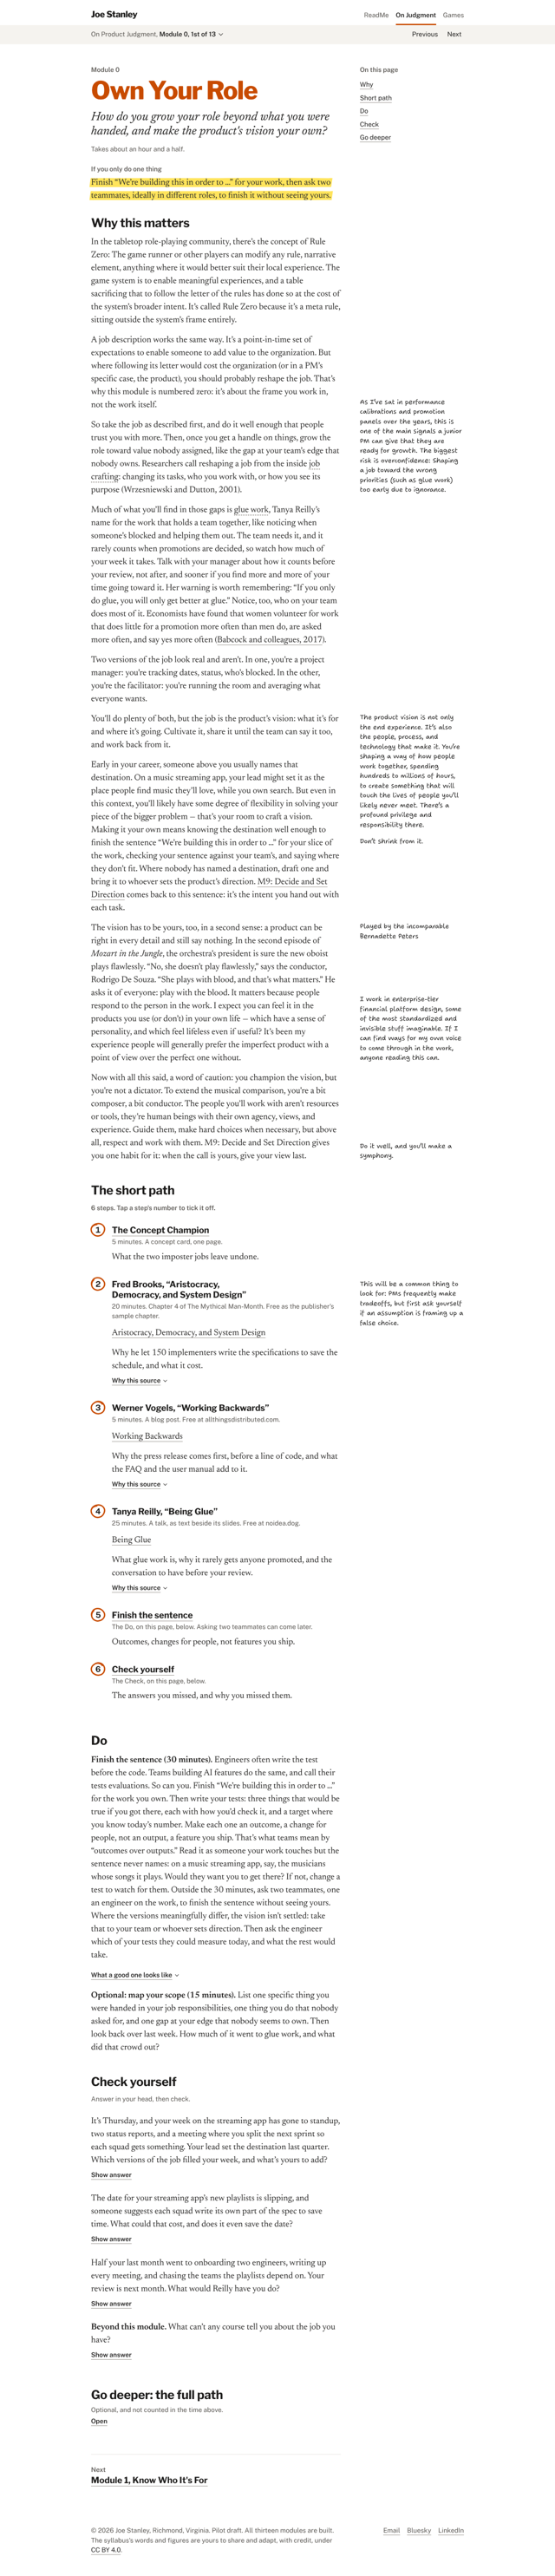 Joe Stanley
ReadMe On Judgment Games
On Product Judgment, Module 0, 1st of 13
Previous Next
Module 0
Own Your Role
How do you grow your role beyond what you were
handed, and make the product's vision your own?
Takes about an hour and a half.
If you only do one thing
Finish “We're building this in order to ...” for your work, then ask two
teammates, ideally in different roles, to finish it without seeing yours.
On this page
Why
Short path
Do
Check
Go deeper
Why this matters
In the tabletop role-playing community, there's the concept of Rule
Zero: The game runner or other players can modify any rule, narrative
element, anything where it would better suit their local experience. The
game system is to enable meaningful experiences, and a table
sacrificing that to follow the letter of the rules has done so at the cost of
the system's broader intent. It's called Rule Zero because it's a meta rule,
sitting outside the system's frame entirely.
A job description works the same way. It's a point-in-time set of
expectations to enable someone to add value to the organization. But
where following its letter would cost the organization (or in a PM's
specific case, the product), you should probably reshape the job. That's
why this module is numbered zero: it's about the frame you work in,
not the work itself.
So take the job as described first, and do it well enough that people
trust you with more. Then, once you get a handle on things, grow the
role toward value nobody assigned, like the gap at your team's edge that
nobody owns. Researchers call reshaping a job from the inside job
crafting: changing its tasks, who you work with, or how you see its
purpose (Wrzesniewski and Dutton, 2001).
As I've sat in performance
calibrations and promotion
panels over the years, this is
one of the main signals a junior
PM can give that they are
ready for growth. The biggest
risk is overconfidence: Shaping
a job toward the wrong
priorities (such as glue work)
too early due to ignorance.
Much of what you'll find in those gaps is glue work, Tanya Reilly's
name for the work that holds a team together, like noticing when
someone's blocked and helping them out. The team needs it, and it
rarely counts when promotions are decided, so watch how much of
your week it takes. Talk with your manager about how it counts before
your review, not after, and sooner if you find more and more of your
time going toward it. Her warning is worth remembering: “If you only
do glue, you will only get better at glue.” Notice, too, who on your team
does most of it. Economists have found that women volunteer for work
that does little for a promotion more often than men do, are asked
more often, and say yes more often (Babcock and colleagues, 2017).
Two versions of the job look real and aren't. In one, you're a project
manager: you're tracking dates, status, who's blocked. In the other,
you're the facilitator: you're running the room and averaging what
everyone wants.
You'll do plenty of both, but the job is the product's vision: what it's for
and where it's going. Cultivate it, share it until the team can say it too,
and work back from it.
The product vision is not only
the end experience. It's also
the people, process, and
technology that make it. You're
shaping a way of how people
work together, spending
hundreds to millions of hours,
to create something that will
touch the lives of people you'll
likely never meet. There's a
profound privilege and
responsibility there.
Don't shrink from it.
Early in your career, someone above you usually names that
destination. On a music streaming app, your lead might set it as the
place people find music they'll love, while you own search. But even in
this context, you'll likely have some degree of flexibility in solving your
piece of the bigger problem — that's your room to craft a vision.
Making it your own means knowing the destination well enough to
finish the sentence “We're building this in order to ...” for your slice of
the work, checking your sentence against your team's, and saying where
they don't fit. Where nobody has named a destination, draft one and
bring it to whoever sets the product's direction. M9: Decide and Set
Direction comes back to this sentence: it's the intent you hand out with
each task.
The vision has to be yours, too, in a second sense: a product can be
right in every detail and still say nothing. In the second episode of
Mozart in the Jungle, the orchestra's president is sure the new oboist
plays flawlessly. “No, she doesn't play flawlessly,” says the conductor,
Rodrigo De Souza. “She plays with blood, and that's what matters.” He
asks it of everyone: play with the blood. It matters because people
respond to the person in the work. I expect you can feel it in the
products you use (or don't) in your own life — which have a sense of
personality, and which feel lifeless even if useful? It's been my
experience people will generally prefer the imperfect product with a
point of view over the perfect one without.
Played by the incomparable
Bernadette Peters
I work in enterprise-tier
financial platform design, some
of the most standardized and
invisible stuff imaginable. If I
can find ways for my own voice
to come through in the work,
anyone reading this can.
Now with all this said, a word of caution: you champion the vision, but
you're not a dictator. To extend the musical comparison, you're a bit
composer, a bit conductor. The people you'll work with aren't resources
or tools, they're human beings with their own agency, views, and
experience. Guide them, make hard choices when necessary, but above
all, respect and work with them. M9: Decide and Set Direction gives
you one habit for it: when the call is yours, give your view last.
Do it well, and you'll make a
symphony.
The short path
6 steps. Tap a step's number to tick it off.
1 The Concept Champion
5 minutes. A concept card, one page.
What the two imposter jobs leave undone.
2 Fred Brooks, “Aristocracy,
Democracy, and System Design”
20 minutes. Chapter 4 of The Mythical Man-Month. Free as the publisher's
sample chapter.
Aristocracy, Democracy, and System Design
Why he let 150 implementers write the specifications to save the
schedule, and what it cost.
Why this source
This will be a common thing to
look for: PMs frequently make
tradeoffs, but first ask yourself
if an assumption is framing up a
false choice.
3 Werner Vogels, “Working Backwards”
5 minutes. A blog post. Free at allthingsdistributed.com.
Working Backwards
Why the press release comes first, before a line of code, and what
the FAQ and the user manual add to it.
Why this source
4 Tanya Reilly, “Being Glue”
25 minutes. A talk, as text beside its slides. Free at noidea.dog.
Being Glue
What glue work is, why it rarely gets anyone promoted, and the
conversation to have before your review.
Why this source
5 Finish the sentence
The Do, on this page, below. Asking two teammates can come later.
Outcomes, changes for people, not features you ship.
6 Check yourself
The Check, on this page, below.
The answers you missed, and why you missed them.
Do
Finish the sentence (30 minutes). Engineers often write the test
before the code. Teams building AI features do the same, and call their
tests evaluations. So can you. Finish “We're building this in order to ...”
for the work you own. Then write your tests: three things that would be
true if you got there, each with how you'd check it, and a target where
you know today's number. Make each one an outcome, a change for
people, not an output, a feature you ship. That's what teams mean by
“outcomes over outputs.” Read it as someone your work touches but the
sentence never names: on a music streaming app, say, the musicians
whose songs it plays. Would they want you to get there? If not, change a
test to watch for them. Outside the 30 minutes, ask two teammates, one
an engineer on the work, to finish the sentence without seeing yours.
Where the versions meaningfully differ, the vision isn't settled: take
that to your team or whoever sets direction. Then ask the engineer
which of your tests they could measure today, and what the rest would
take.
What a good one looks like
Optional: map your scope (15 minutes). List one specific thing you
were handed in your job responsibilities, one thing you do that nobody
asked for, and one gap at your edge that nobody seems to own. Then
look back over last week. How much of it went to glue work, and what
did that crowd out?
Check yourself
Answer in your head, then check.
It's Thursday, and your week on the streaming app has gone to standup,
two status reports, and a meeting where you split the next sprint so
each squad gets something. Your lead set the destination last quarter.
Which versions of the job filled your week, and what's yours to add?
Show answer
The date for your streaming app's new playlists is slipping, and
someone suggests each squad write its own part of the spec to save
time. What could that cost, and does it even save the date?
Show answer
Half your last month went to onboarding two engineers, writing up
every meeting, and chasing the teams the playlists depend on. Your
review is next month. What would Reilly have you do?
Show answer
Beyond this module. What can't any course tell you about the job you
have?
Show answer
Go deeper: the full path
Optional, and not counted in the time above.
Open
Next
Module 1, Know Who It's For
© 2026 Joe Stanley, Richmond, Virginia. Pilot draft. All thirteen modules are built.
The syllabus's words and figures are yours to share and adapt, with credit, under
CC BY 4.0.
Email Bluesky LinkedIn